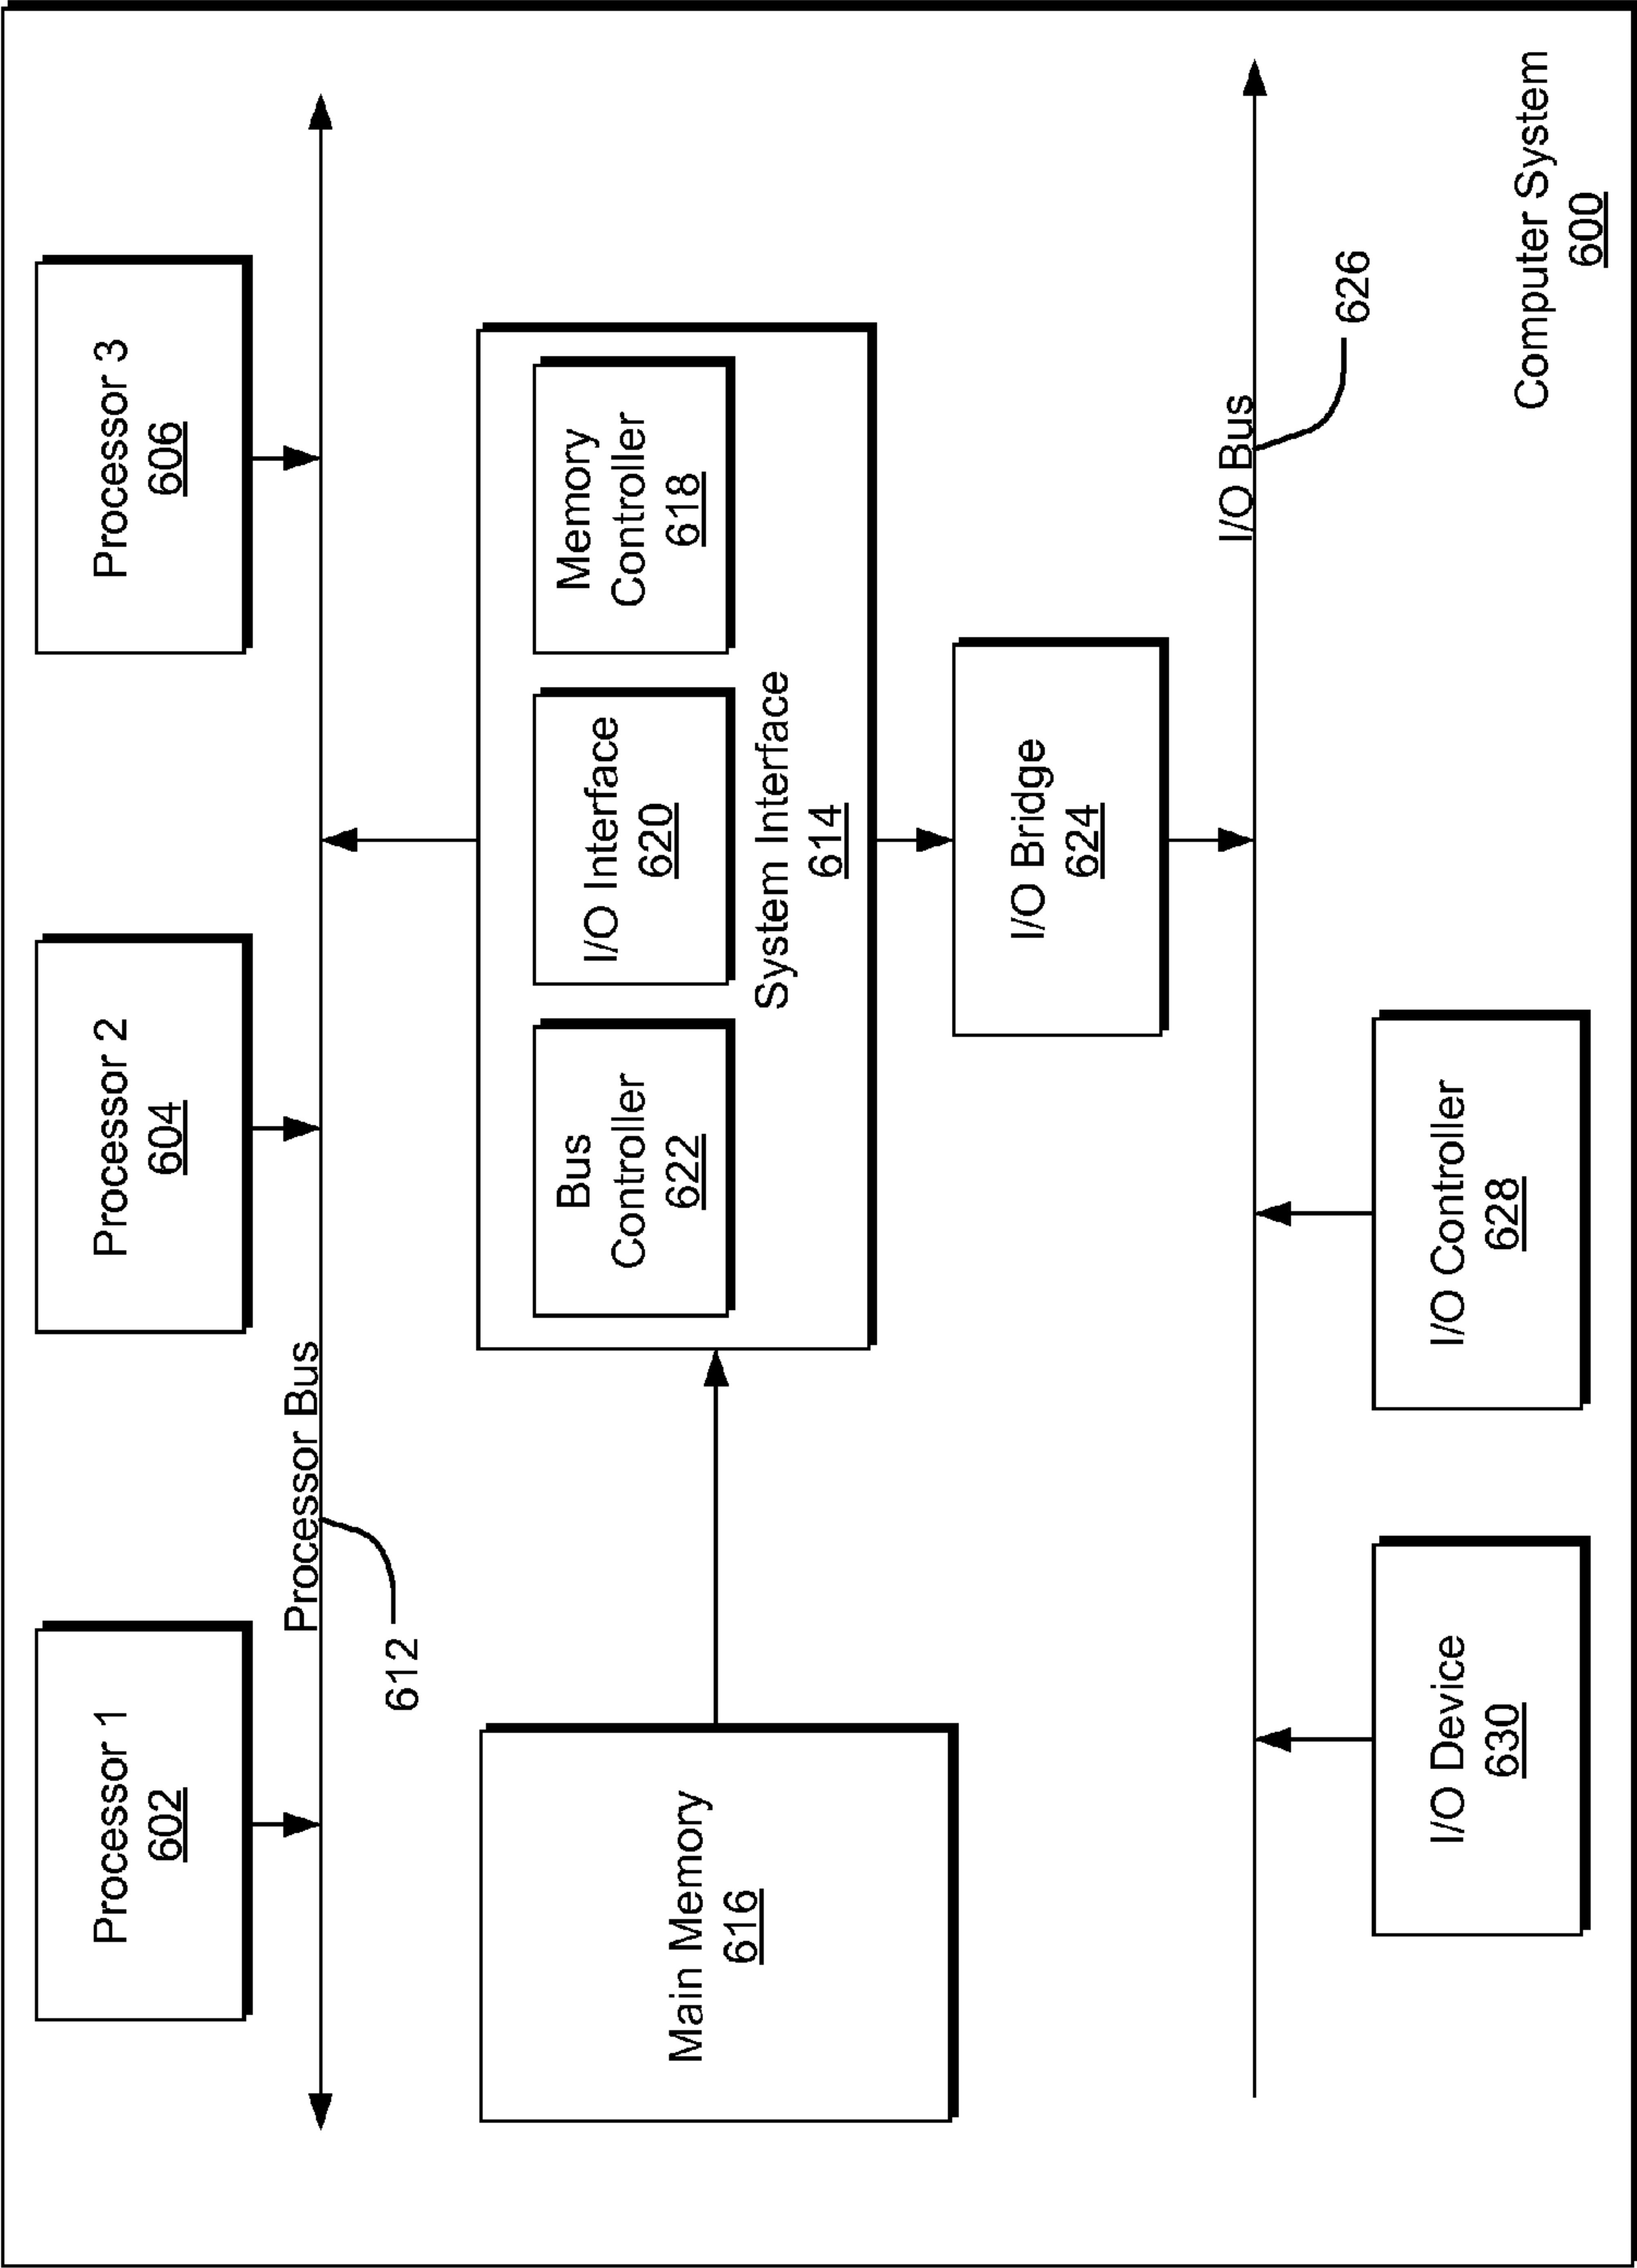 Processor 1
602
Processor 2
604
Processor 3
606
Processor Bus
612
Main Memory
616
Bus
Controller
622
I/O Interface
620
Memory
Controller
618
System Interface
614
I/O Bridge
624
I/O Bus
626
I/O Device
630
I/O Controller
628
Computer System
600